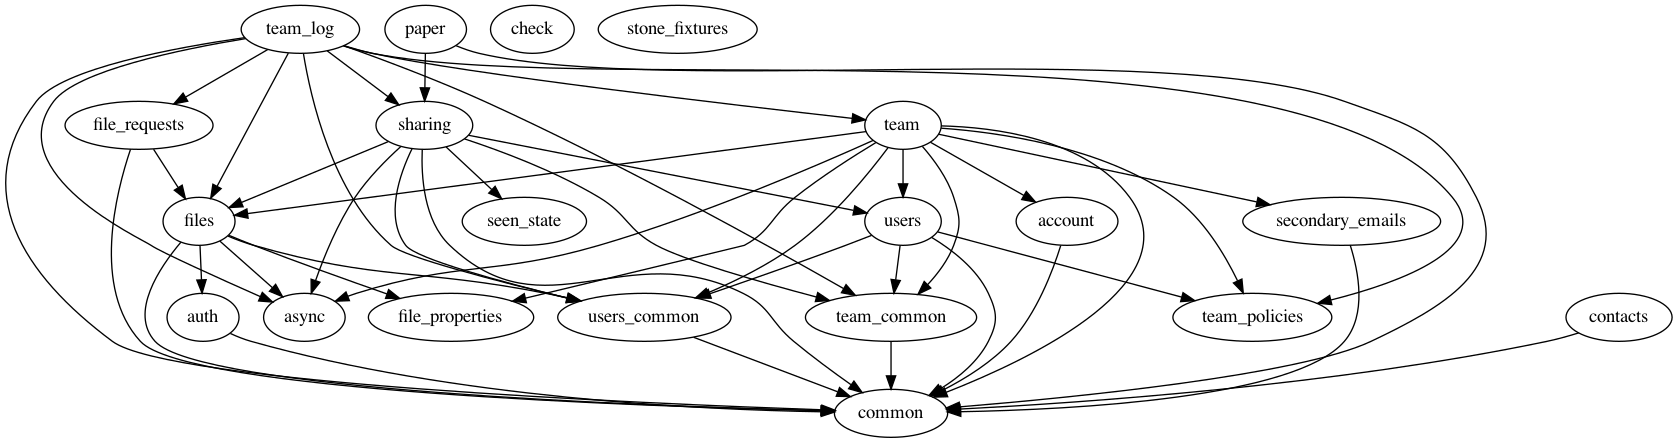 team_log
paper
check
stone_fixtures
file_requests
sharing
team
files
seen_state
users
account
secondary_emails
auth
async
file_properties
users_common
team_common
team_policies
contacts
common